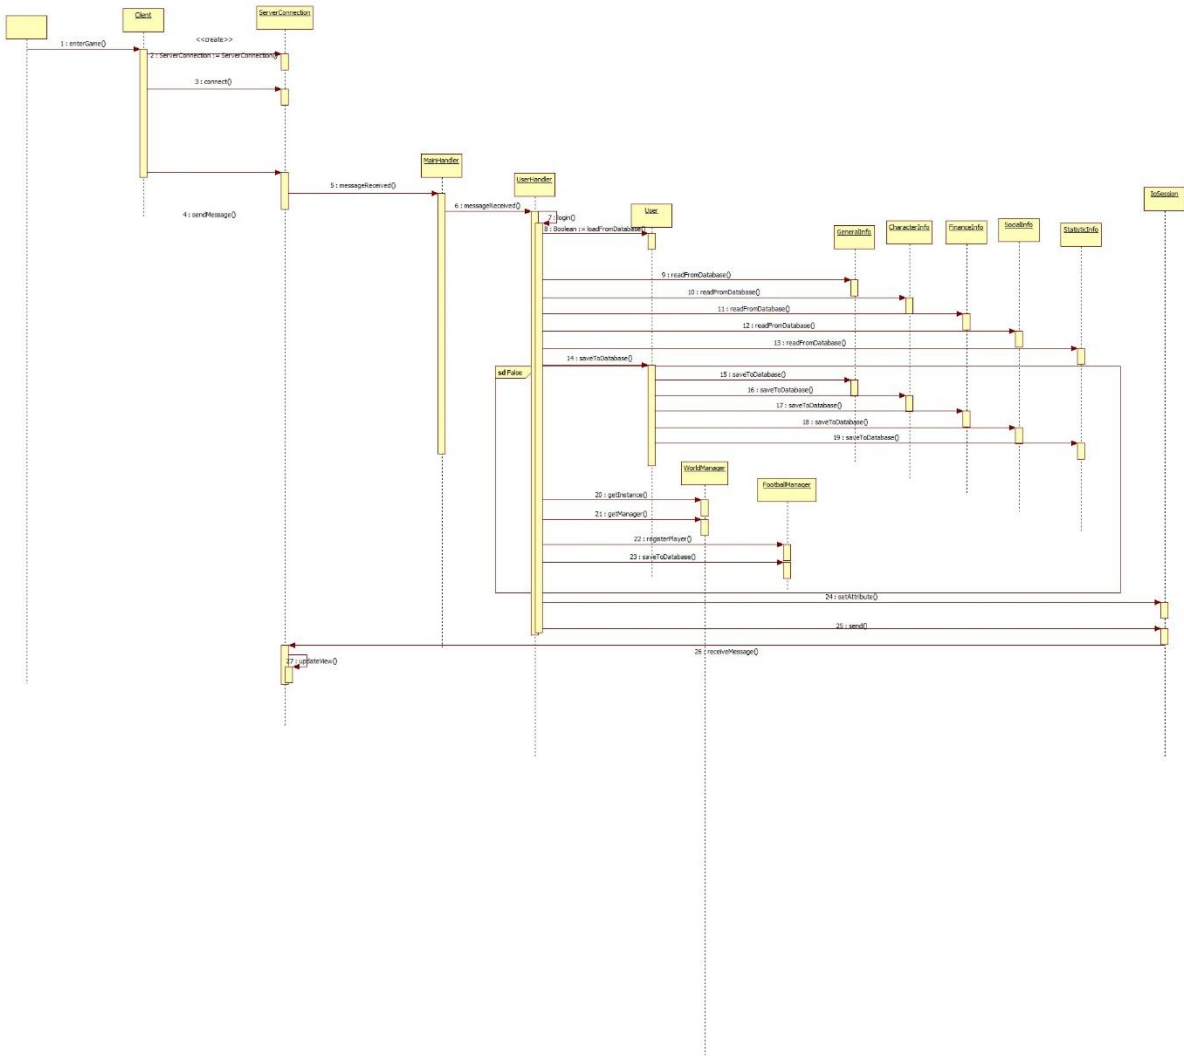 Client
ServerConnection
1 : enterGame()
<<create>>
2 : ServerConnection := ServerConnection()
3 : connect()
MainHandler
UserHandler
IoSession
5 : messageReceived()
6 : messageReceived()
4 : sendMessage()
User
7 : login()
8 : Boolean := loadFromDatabase()
GeneralInfo
CharacterInfo
FinanceInfo
SocialInfo
StatisticInfo
9 : readFromDatabase()
10 : readFromDatabase()
11 : readFromDatabase()
12 : readFromDatabase()
13 : readFromDatabase()
14 : saveToDatabase()
sd False
15 : saveToDatabase()
16 : saveToDatabase()
17 : saveToDatabase()
18 : saveToDatabase()
19 : saveToDatabase()
WorldManager
FootballManager
20 : getInstance()
21 : getManager()
22 : registerPlayer()
23 : saveToDatabase()
24 : setAttribute()
25 : send()
26 : receiveMessage()
27 : updateView()